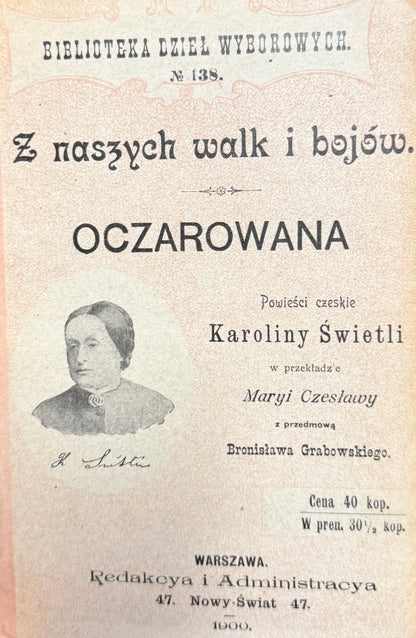 BIBLIOTEKA DZIEŁ WYBOROWYCH.
№ 138.
Z naszych walk i bojów.
OCZAROWANA
Powieści czeskie
Karoliny Świetli
w przekładz'e
Maryi Czesławy
z przedmową
Bronisława Grabowskiego.
Cena 40 kop.
W pren. 30½ kop.
WARSZAWA.
Redakcya i Administracya
47. Nowy-Świat 47.
1900.